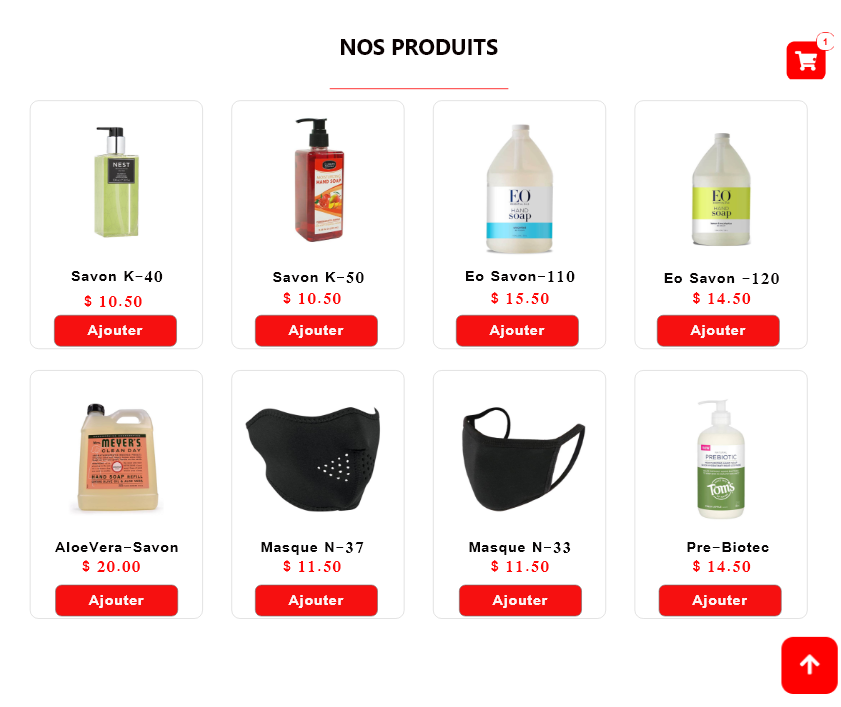 NOS PRODUITS
1
NEST
HAND SOAP
EO
HAND
soap
EO
HAND
soap
Savon K-40
Savon K-50
Eo Savon-110
Eo Savon -120
$ 10.50
$ 10.50
$ 15.50
$ 14.50
Ajouter
Ajouter
Ajouter
Ajouter
MEYER'S
CLEAN DAY
HAND SOAP REFILL
PREBIOTIC
Tom's
AloeVera-Savon
Masque N-37
Masque N-33
Pre-Biotec
$ 20.00
$ 11.50
$ 11.50
$ 14.50
Ajouter
Ajouter
Ajouter
Ajouter